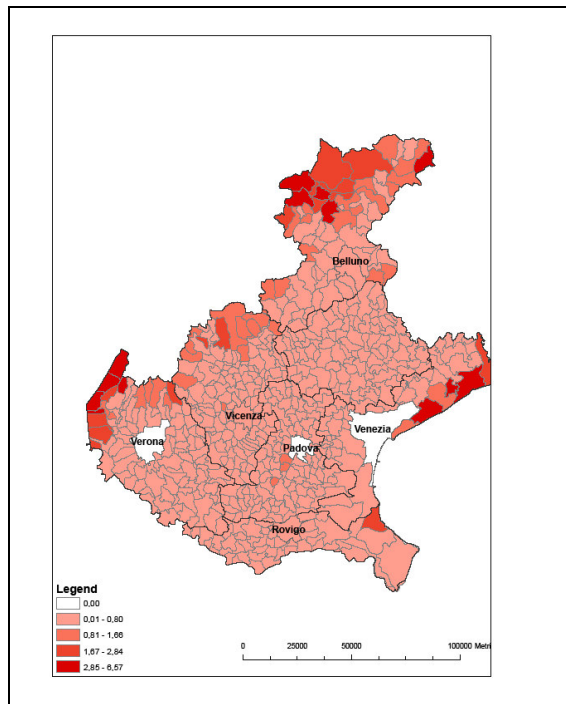 Belluno
Vicenza
Venezia
Verona
Padova
Rovigo
Legend
0,00
0,01 - 0,80
0,81 - 1,66
1,67 - 2,84
2,85 - 6,57
0 25000 50000 100000 Metri